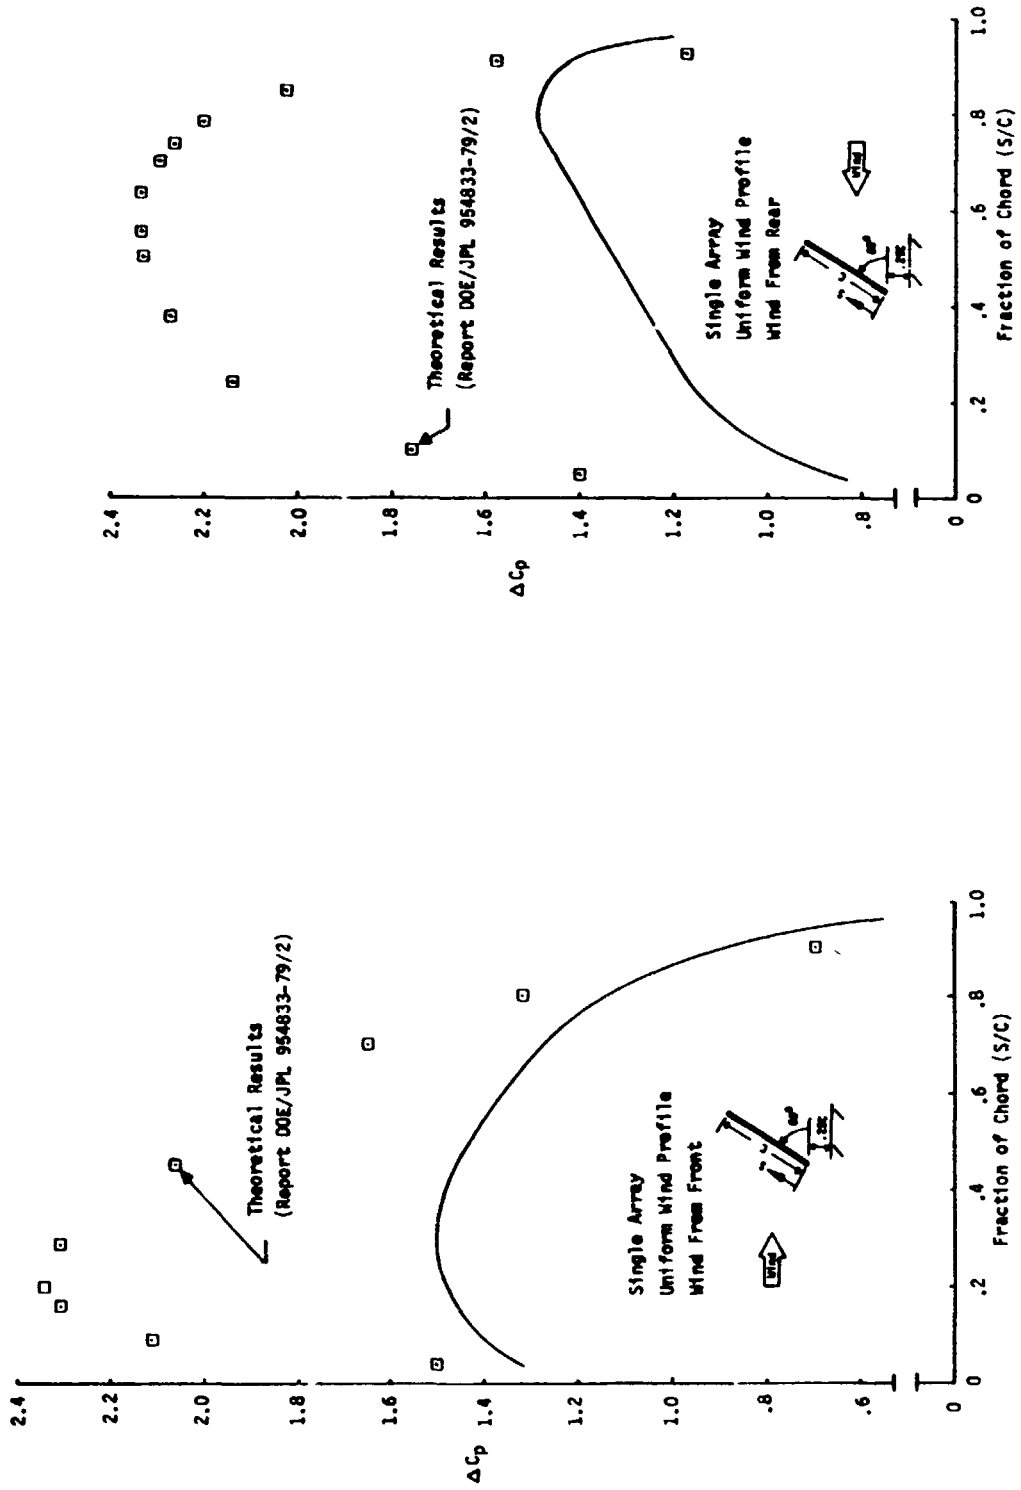 2.4
2.2
2.0
1.8
1.6
1.4
1.2
1.0
.8
.6
0
ΔCp
0
.2
.4
.6
.8
1.0
Fraction of Chord (S/C)
Theoretical Results
(Report DOE/JPL 954833-79/2)
Single Array
Uniform Wind Profile
Wind From Front
Wind
S
C
60°
.25C
2.4
2.2
2.0
1.8
1.6
1.4
1.2
1.0
.8
0
ΔCp
0
.2
.4
.6
.8
1.0
Fraction of Chord (S/C)
Theoretical Results
(Report DOE/JPL 954833-79/2)
Single Array
Uniform Wind Profile
Wind From Rear
Wind
S
C
60°
.25C